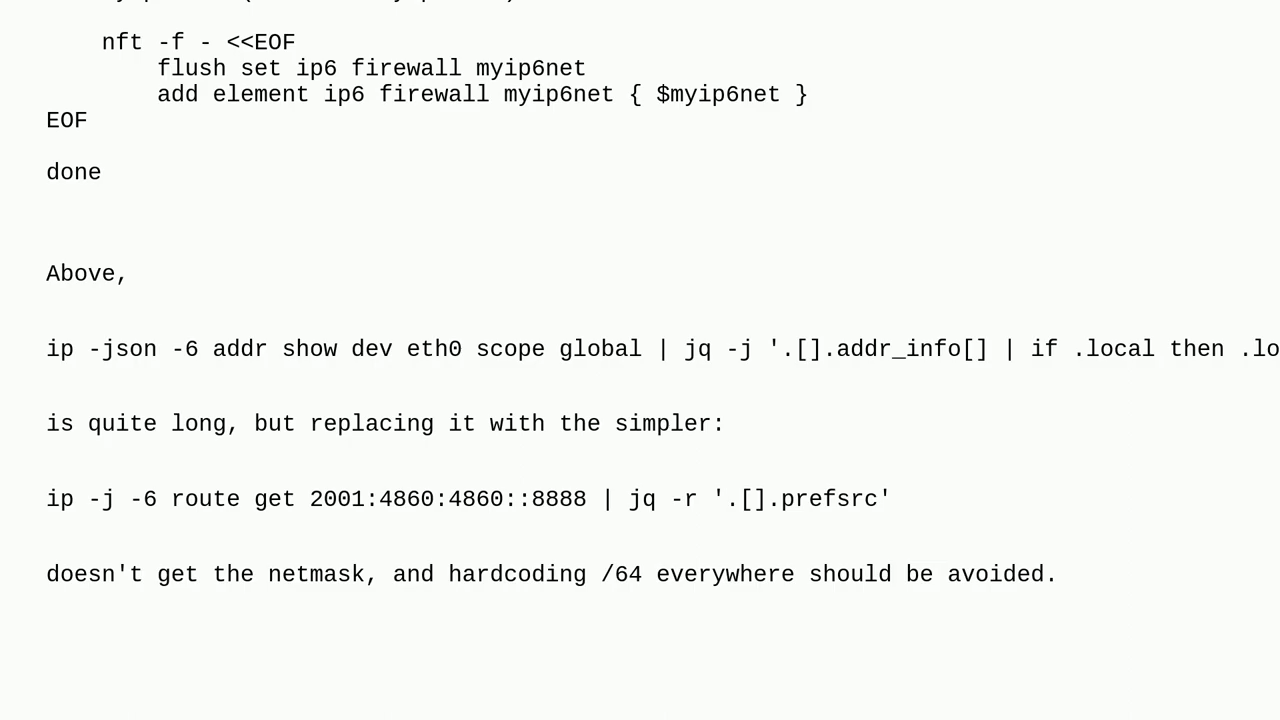 nft -f - <<EOF
flush set ip6 firewall myip6net
add element ip6 firewall myip6net { $myip6net }
EOF
done
Above,
ip -json -6 addr show dev eth0 scope global | jq -j '.[].addr_info[] | if .local then .lo
is quite long, but replacing it with the simpler:
ip -j -6 route get 2001:4860:4860::8888 | jq -r '.[].prefsrc'
doesn't get the netmask, and hardcoding /64 everywhere should be avoided.